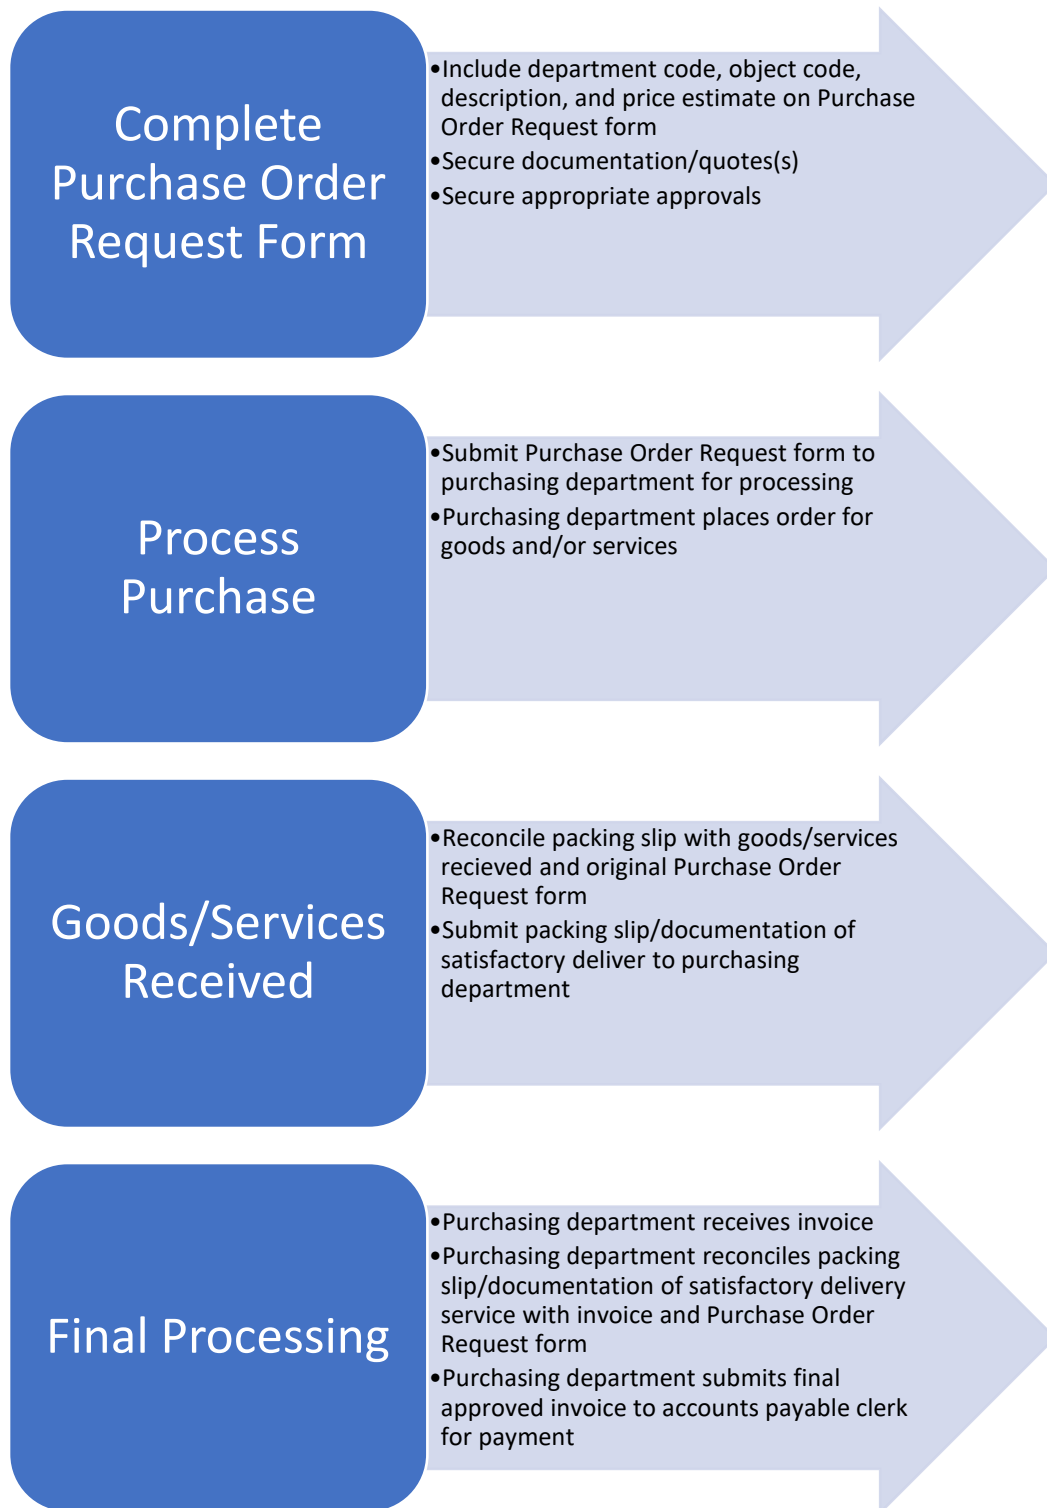 Complete
Purchase Order
Request Form
•Include department code, object code,
description, and price estimate on Purchase
Order Request form
•Secure documentation/quotes(s)
•Secure appropriate approvals
Process
Purchase
•Submit Purchase Order Request form to
purchasing department for processing
•Purchasing department places order for
goods and/or services
Goods/Services
Received
•Reconcile packing slip with goods/services
recieved and original Purchase Order
Request form
•Submit packing slip/documentation of
satisfactory deliver to purchasing
department
Final Processing
•Purchasing department receives invoice
•Purchasing department reconciles packing
slip/documentation of satisfactory delivery
service with invoice and Purchase Order
Request form
•Purchasing department submits final
approved invoice to accounts payable clerk
for payment